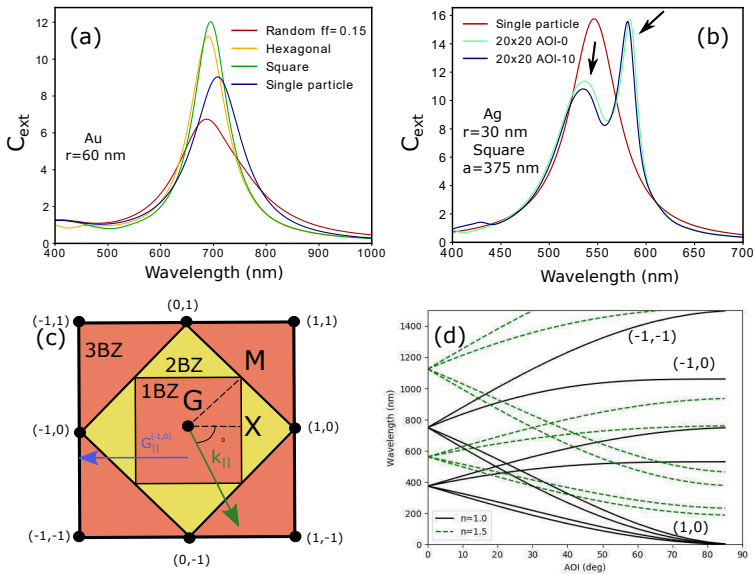 (a)
Random ff=0.15
Hexagonal
Square
Single particle
Au
r=60 nm
C_ext
12
10
8
6
4
2
0
400 500 600 700 800 900 1000
Wavelength (nm)
(b)
Single particle
20x20 AOI-0
20x20 AOI-10
Ag
r=30 nm
Square
a=375 nm
C_ext
16
14
12
10
8
6
4
2
0
400 450 500 550 600 650 700
Wavelength (nm)
(c)
(-1,1)
(0,1)
(1,1)
3BZ
2BZ
M
1BZ
G
X
(-1,0)
(1,0)
G_||^(-1,0)
k_||
(-1,-1)
(0,-1)
(1,-1)
(d)
(-1,-1)
(-1,0)
(1,0)
n=1.0
n=1.5
Wavelength (nm)
1400
1200
1000
800
600
400
200
0
0 10 20 30 40 50 60 70 80 90
AOI (deg)